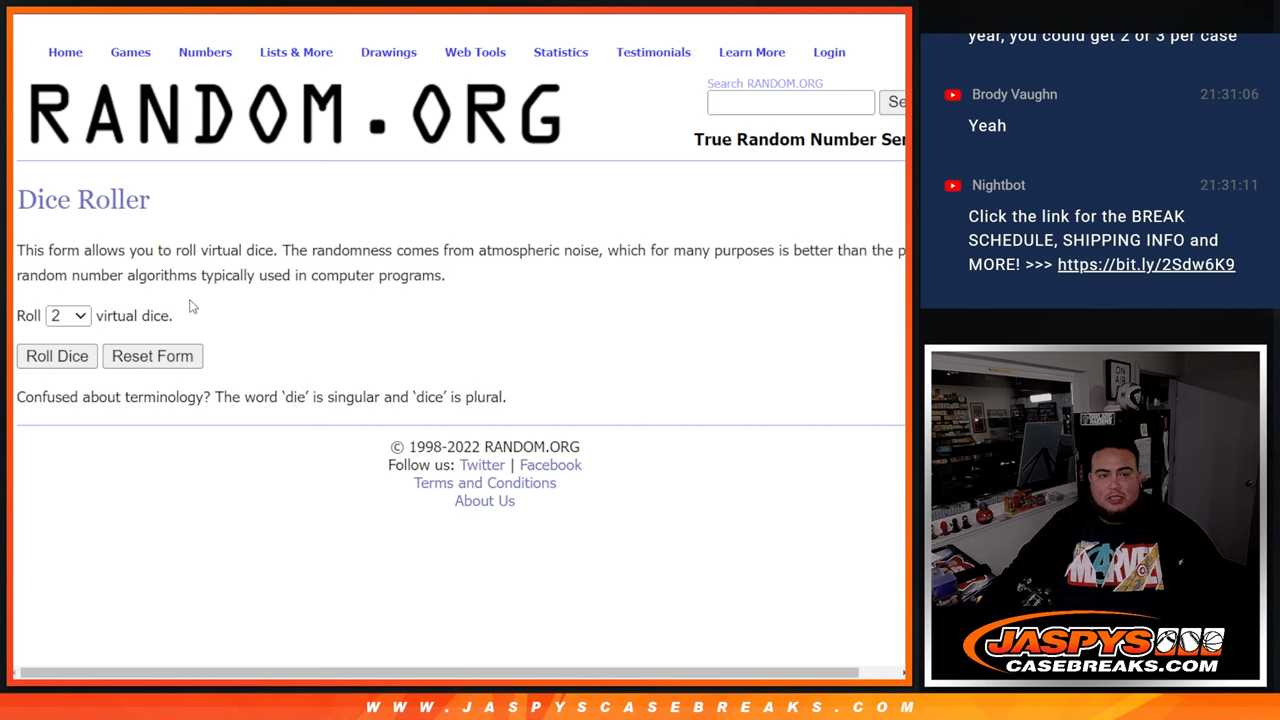 Home Games Numbers Lists & More Drawings Web Tools Statistics Testimonials Learn More Login
RANDOM.ORG
Search RANDOM.ORG
Se
True Random Number Ser
Dice Roller
This form allows you to roll virtual dice. The randomness comes from atmospheric noise, which for many purposes is better than the p
random number algorithms typically used in computer programs.
Roll 2 virtual dice.
Roll Dice Reset Form
Confused about terminology? The word ‘die’ is singular and ‘dice’ is plural.
© 1998-2022 RANDOM.ORG
Follow us: Twitter | Facebook
Terms and Conditions
About Us
year, you could get 2 or 3 per case
Brody Vaughn 21:31:06
Yeah
Nightbot 21:31:11
Click the link for the BREAK
SCHEDULE, SHIPPING INFO and
MORE! >>> https://bit.ly/2Sdw6K9
ON
AIR
MARVEL
JASPYS
CASEBREAKS.COM
WWW.JASPYSCASEBREAKS.COM